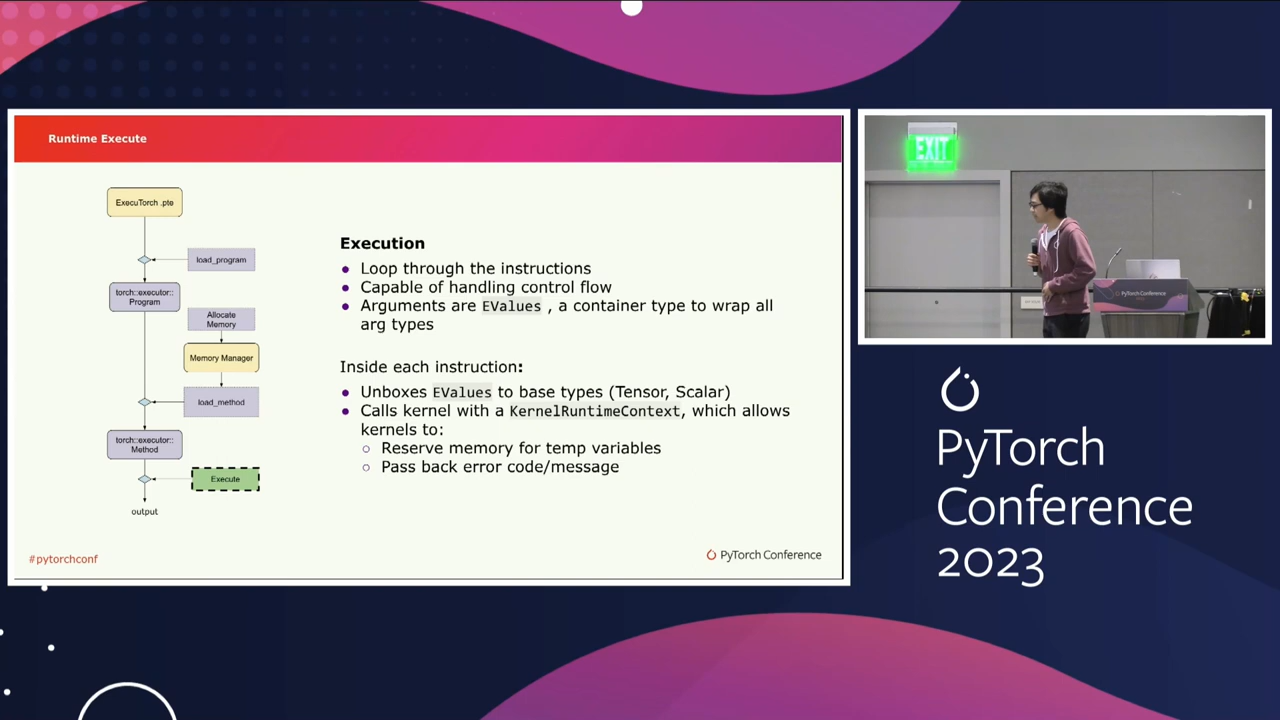 Runtime Execute
ExecuTorch .pte
load_program
torch::executor::
Program
Allocate
Memory
Memory Manager
load_method
torch::executor::
Method
Execute
output
Execution
Loop through the instructions
Capable of handling control flow
Arguments are EValues , a container type to wrap all
arg types
Inside each instruction:
Unboxes EValues to base types (Tensor, Scalar)
Calls kernel with a KernelRuntimeContext, which allows
kernels to:
Reserve memory for temp variables
Pass back error code/message
#pytorchconf
PyTorch Conference
EXIT
PyTorch Conference
PyTorch
Conference
2023